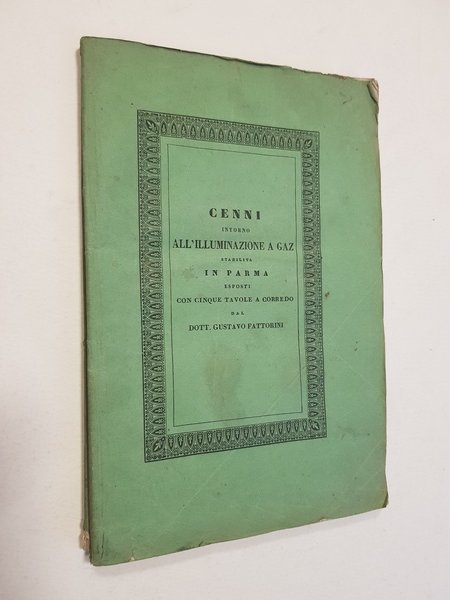 CENNI
INTORNO
ALL'ILLUMINAZIONE A GAZ
STABILITA
IN PARMA
ESPOSTI
CON CINQUE TAVOLE A CORREDO
DAL
DOTT. GUSTAVO FATTORINI